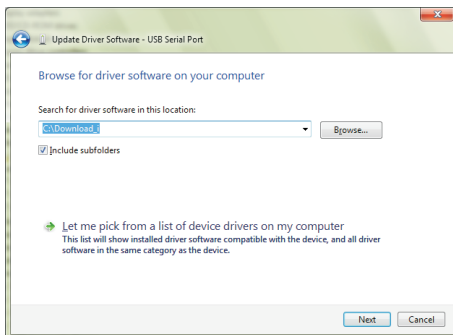 Update Driver Software - USB Serial Port
Browse for driver software on your computer
Search for driver software in this location:
C:\Download_i
Browse...
Include subfolders
Let me pick from a list of device drivers on my computer
This list will show installed driver software compatible with the device, and all driver
software in the same category as the device.
Next
Cancel